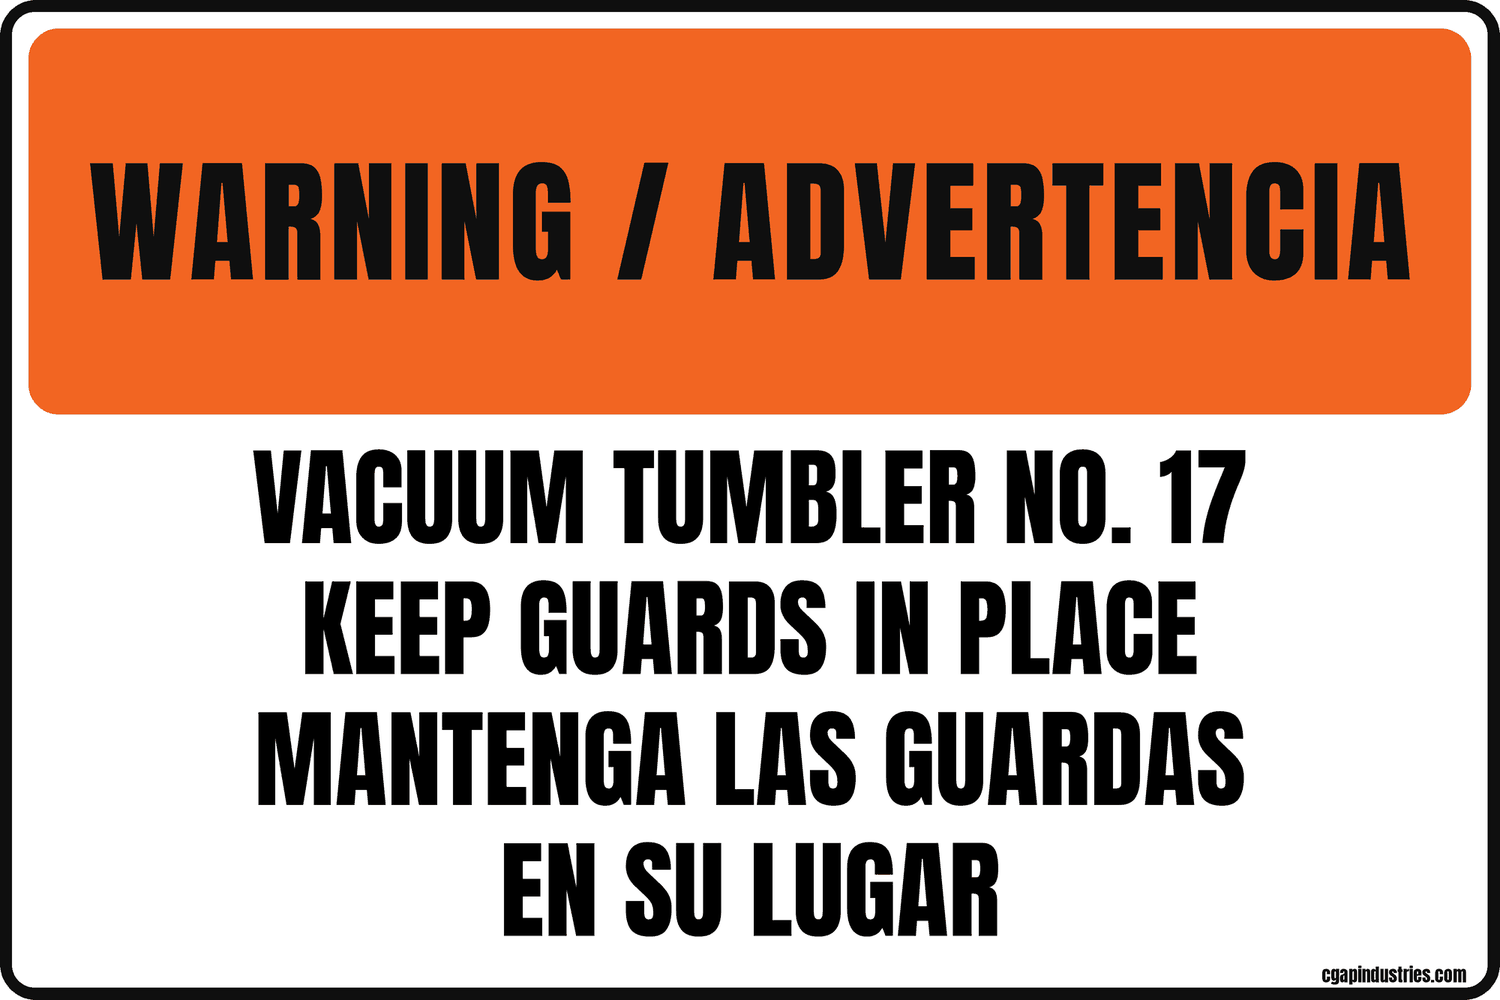 WARNING / ADVERTENCIA
VACUUM TUMBLER NO. 17
KEEP GUARDS IN PLACE
MANTENGA LAS GUARDAS
EN SU LUGAR
cgapindustries.com